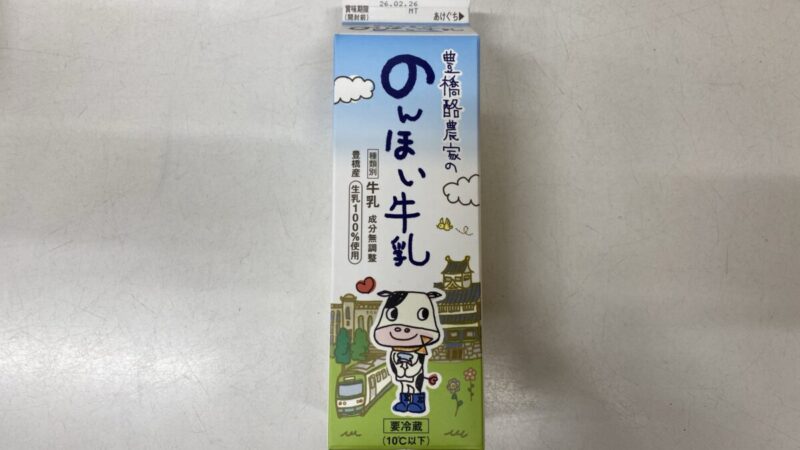 賞味期限
(開封前)
26.02.26
MT
あけぐち▶
豊橋酪農家の
のんほい牛乳
種類別
牛乳
成分無調整
豊橋産
生乳100%使用
要冷蔵
(10℃以下)